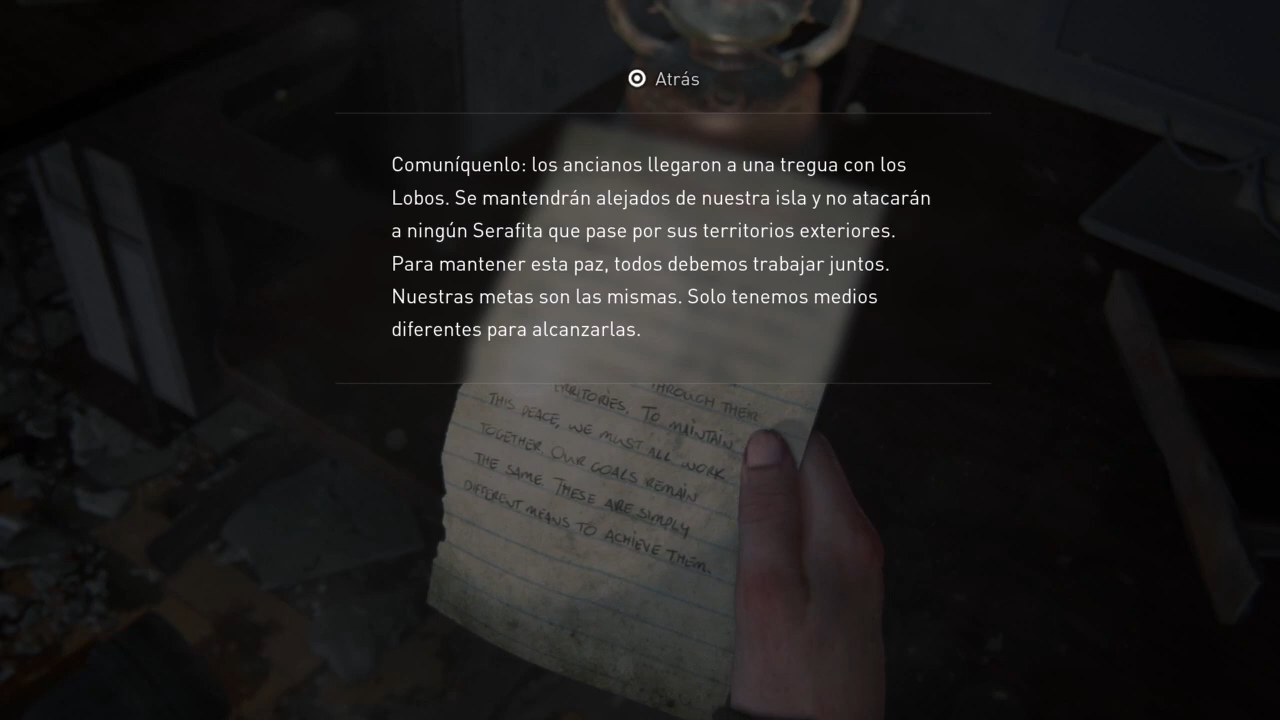 Atrás
Comuníquenlo: los ancianos llegaron a una tregua con los
Lobos. Se mantendrán alejados de nuestra isla y no atacarán
a ningún Serafita que pase por sus territorios exteriores.
Para mantener esta paz, todos debemos trabajar juntos.
Nuestras metas son las mismas. Solo tenemos medios
diferentes para alcanzarlas.
THROUGH THEIR
TERRITORIES. TO MAINTAIN
THIS PEACE, WE MUST ALL WORK
TOGETHER. OUR GOALS REMAIN
THE SAME. THESE ARE SIMPLY
DIFFERENT MEANS TO ACHIEVE THEM.